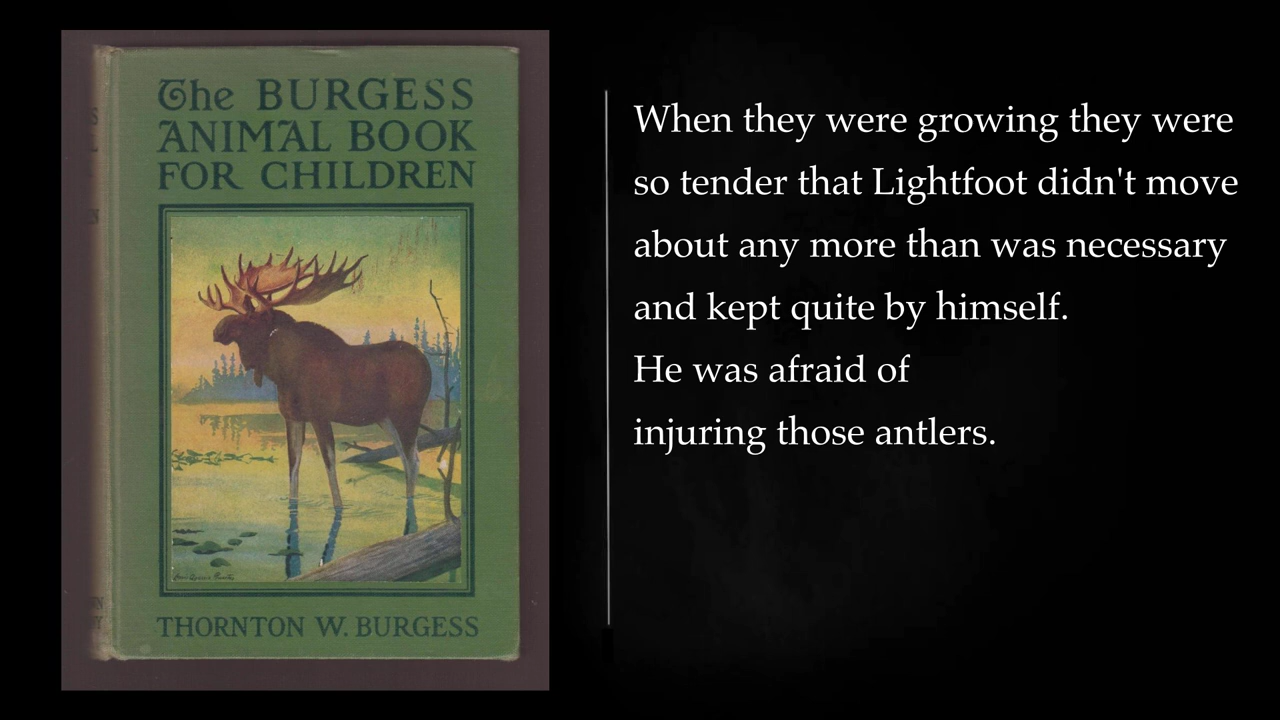 The BURGESS
ANIMAL BOOK
FOR CHILDREN
THORNTON W. BURGESS
When they were growing they were
so tender that Lightfoot didn't move
about any more than was necessary
and kept quite by himself.
He was afraid of
injuring those antlers.